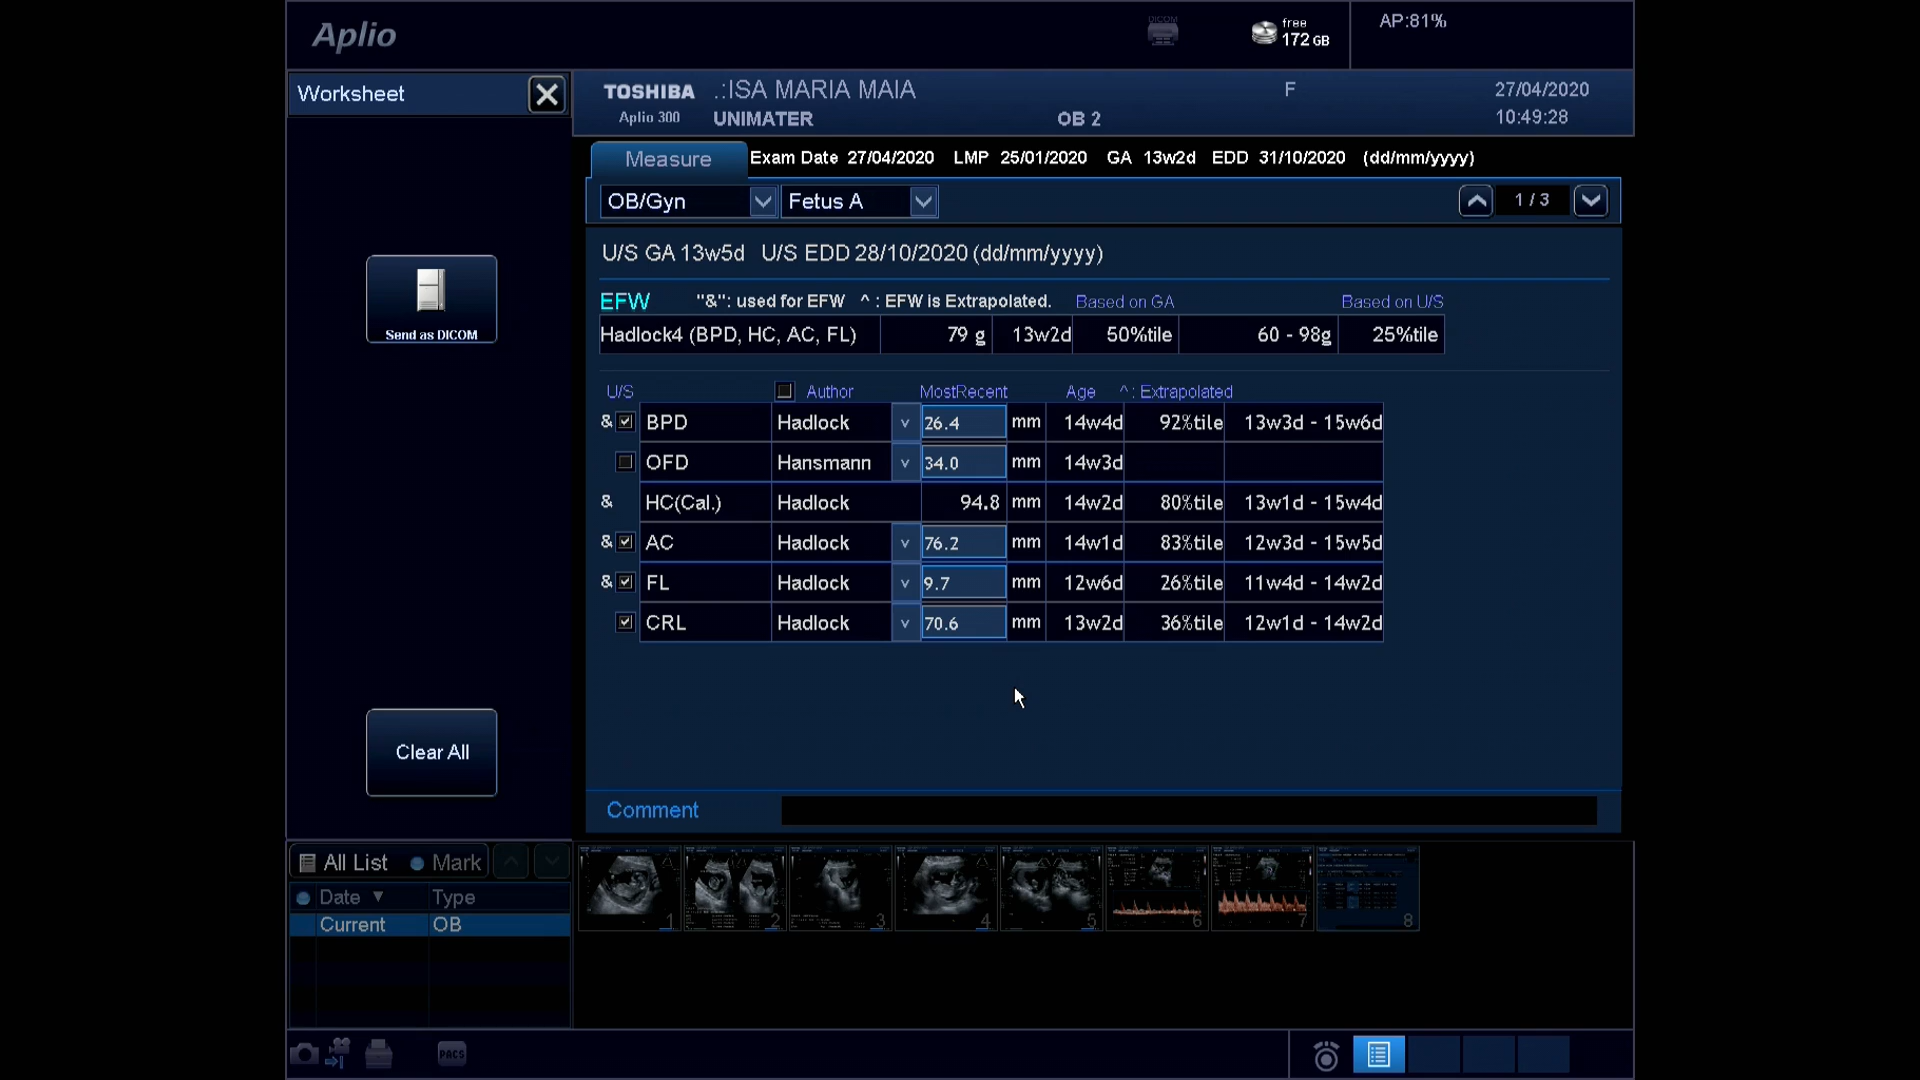 Aplio
DICOM
free
172 GB
AP:81%
Worksheet
TOSHIBA .:ISA MARIA MAIA F 27/04/2020
Aplio 300 UNIMATER OB 2 10:49:28
Measure Exam Date 27/04/2020 LMP 25/01/2020 GA 13w2d EDD 31/10/2020 (dd/mm/yyyy)
OB/Gyn Fetus A 1 / 3
U/S GA 13w5d U/S EDD 28/10/2020 (dd/mm/yyyy)
EFW "&": used for EFW ^ : EFW is Extrapolated. Based on GA Based on U/S
Hadlock4 (BPD, HC, AC, FL) 79 g 13w2d 50%tile 60 - 98g 25%tile
U/S Author MostRecent Age ^ : Extrapolated
& BPD Hadlock v 26.4 mm 14w4d 92%tile 13w3d - 15w6d
OFD Hansmann v 34.0 mm 14w3d
& HC(Cal.) Hadlock 94.8 mm 14w2d 80%tile 13w1d - 15w4d
& AC Hadlock v 76.2 mm 14w1d 83%tile 12w3d - 15w5d
& FL Hadlock v 9.7 mm 12w6d 26%tile 11w4d - 14w2d
CRL Hadlock v 70.6 mm 13w2d 36%tile 12w1d - 14w2d
Comment
Send as DICOM
Clear All
All List Mark
Date Type
Current OB
1 2 3 4 5 6 7 8
PACS